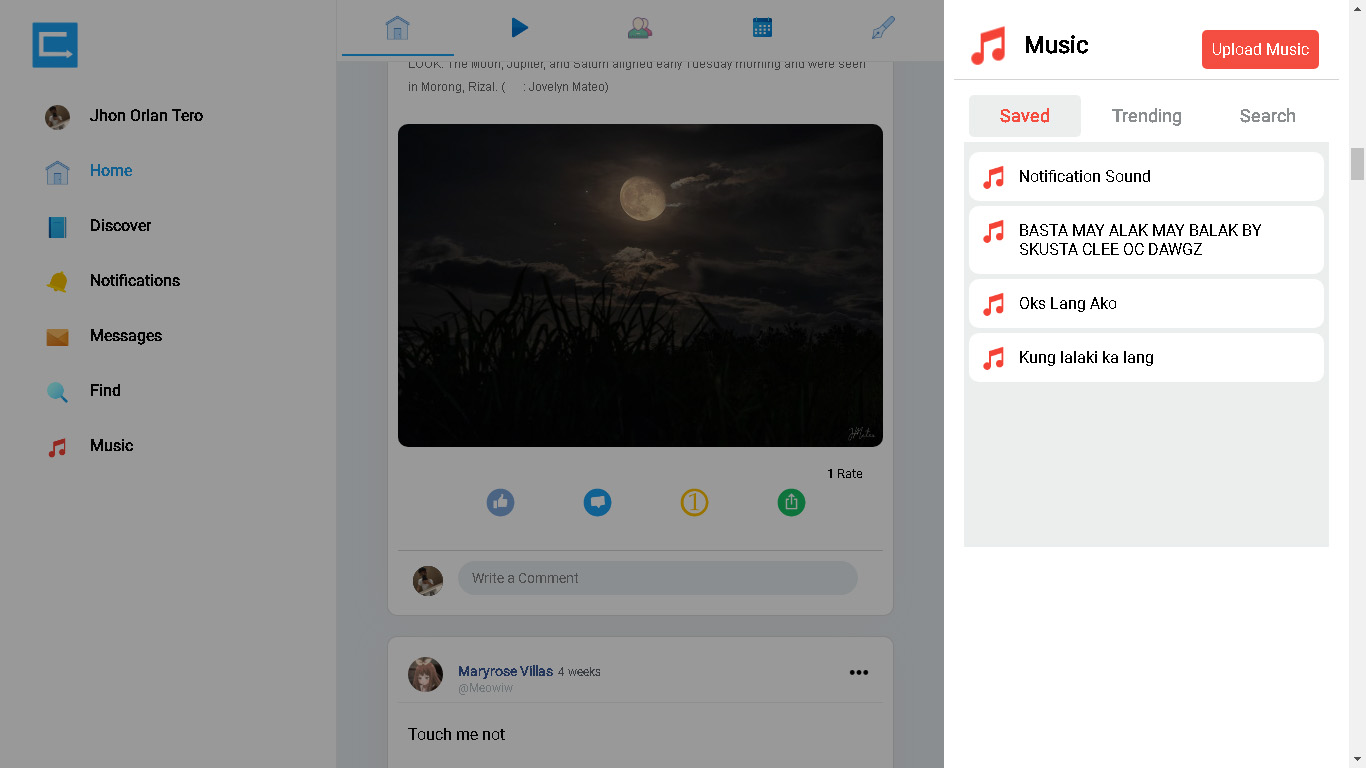 Jhon Orlan Tero
Home
Discover
Notifications
Messages
Find
Music
LOOK: The Moon, Jupiter, and Saturn aligned early Tuesday morning and were seen
in Morong, Rizal. ( : Jovelyn Mateo)
JMateo
1 Rate
1
Write a Comment
Maryrose Villas 4 weeks
@Meowiw
Touch me not
Music
Upload Music
Saved Trending Search
Notification Sound
BASTA MAY ALAK MAY BALAK BY
SKUSTA CLEE OC DAWGZ
Oks Lang Ako
Kung lalaki ka lang